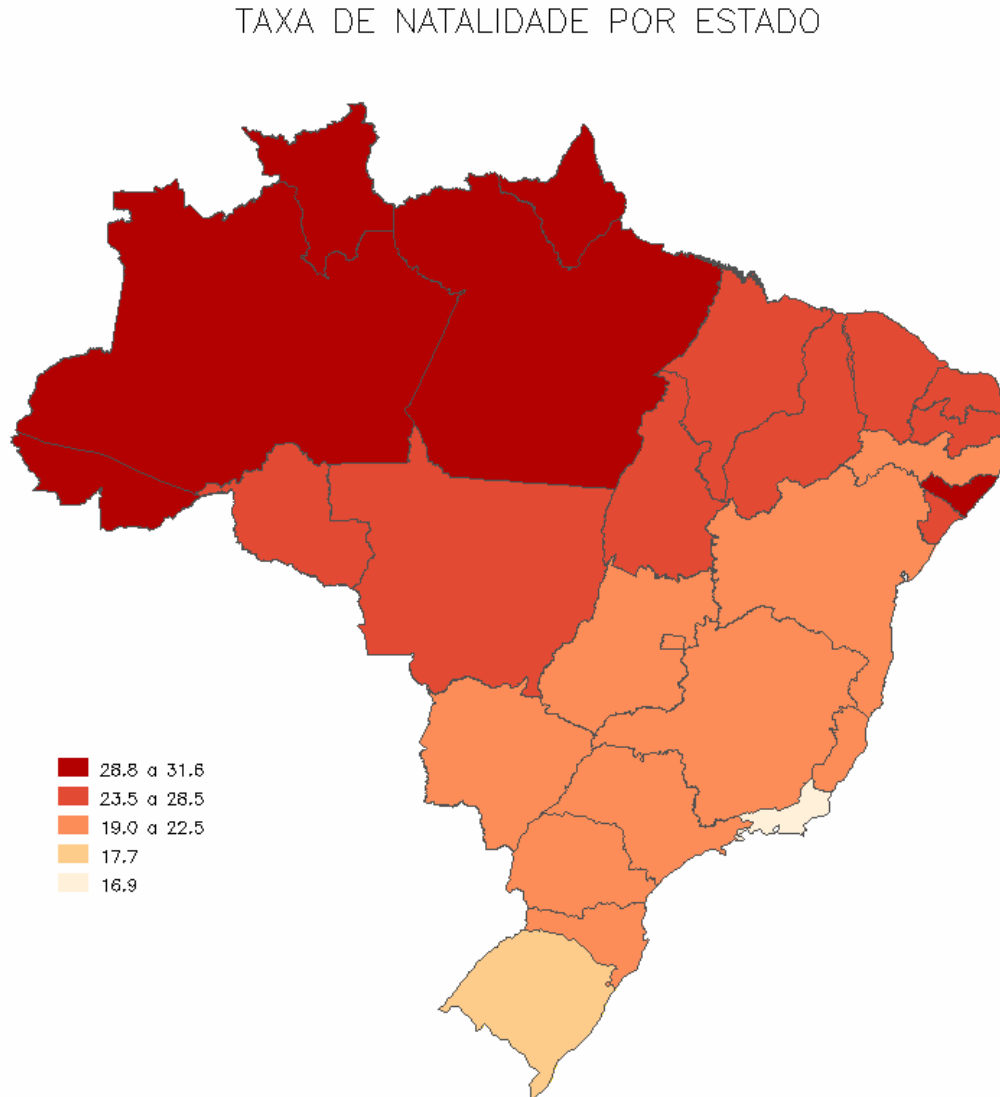 TAXA DE NATALIDADE POR ESTADO
28.8 a 31.6
23.5 a 28.5
19.0 a 22.5
17.7
16.9